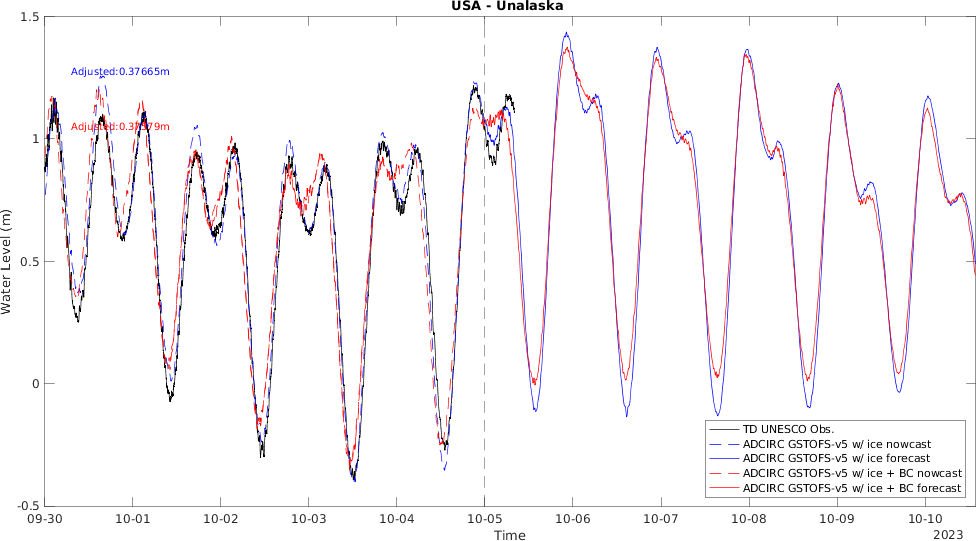 USA - Unalaska
1.5
Adjusted:0.37665m
1
0.5
0
-0.5
Water Level (m)
TD UNESCO Obs.
ADCIRC GSTOFS-v5 w/ ice nowcast
ADCIRC GSTOFS-v5 w/ ice forecast
ADCIRC GSTOFS-v5 w/ ice + BC nowcast
ADCIRC GSTOFS-v5 w/ ice + BC forecast
09-30 10-01 10-02 10-03 10-04 10-05 10-06 10-07 10-08 10-09 10-10
Time
2023